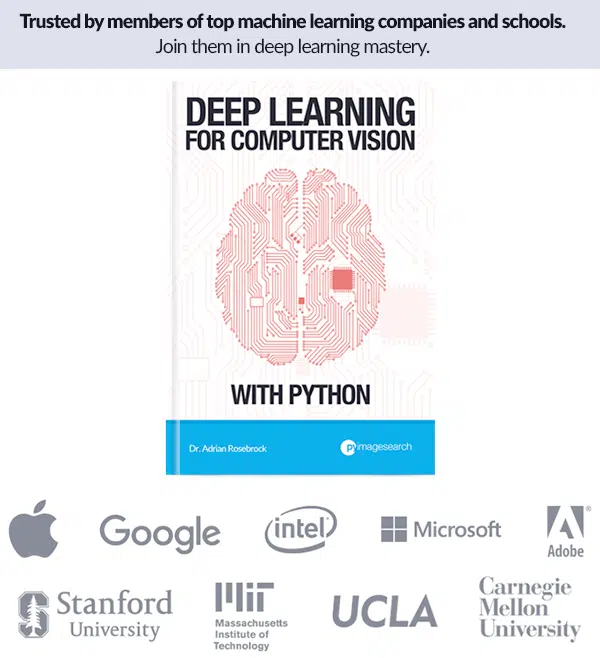 Trusted by members of top machine learning companies and schools.
Join them in deep learning mastery.
DEEP LEARNING
FOR COMPUTER VISION
WITH PYTHON
Dr. Adrian Rosebrock
pyimagesearch
Google
intel®
Microsoft
Adobe®
Stanford
University
MIT
Massachusetts
Institute of
Technology
UCLA
Carnegie
Mellon
University